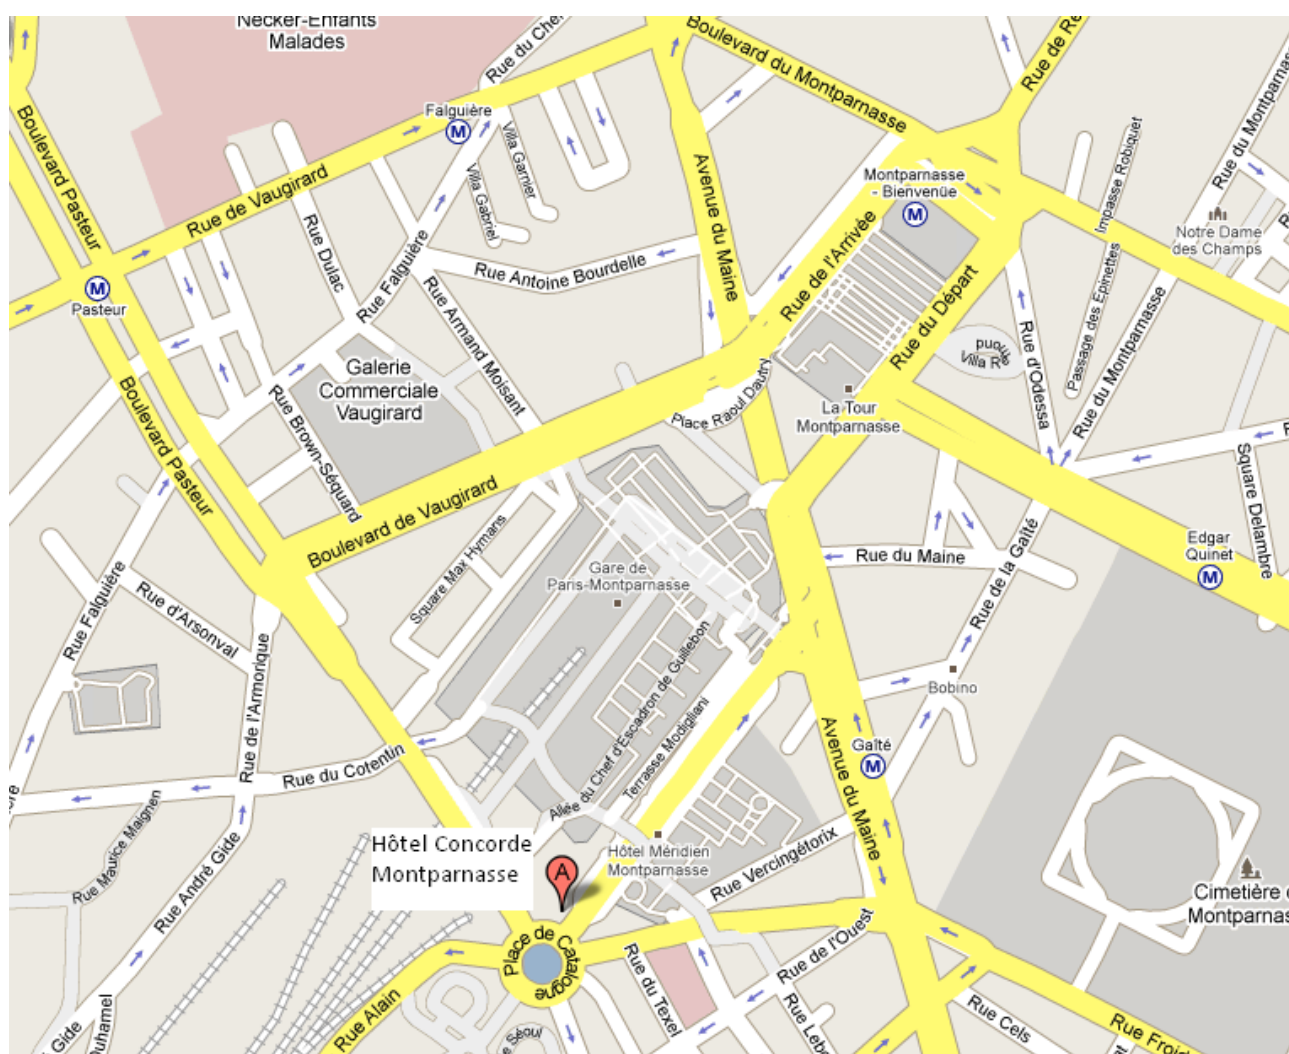 Necker-Enfants
Malades
Rue du Cher
Boulevard du Montparnasse
Rue de Re
Boulevard Pasteur
Falguière
M
Villa Garnier
Villa Gabriel
Rue de Vaugirard
Rue Dulac
Rue Falguière
Rue Antoine Bourdelle
Avenue du Maine
Montparnasse
- Bienvenüe
M
Impasse Robiquet
Rue du Montparnasse
Notre Dame
des Champs
M
Pasteur
Rue Armand Moisant
Rue de l'Arrivée
Rue du Départ
Passage des Epinettes
Rue d'Odessa
Rue du Montparnasse
Galerie
Commerciale
Vaugirard
Place Raoul Dautry
La Tour
Montparnasse
Boulevard Pasteur
Rue Brown-Séquard
Boulevard de Vaugirard
Square Max Hymans
Square Delambre
Edgar
Quinet
M
Rue du Maine
Rue de la Gaîté
Gare de
Paris-Montparnasse
Rue Falguière
Rue d'Arsonval
Rue de l'Armorique
Allée du Chef d'Escadron de Guillebon
Terrasse Modigliani
Bobino
Gaîté
M
Avenue du Maine
Rue du Cotentin
Rue Maurice Maignen
Rue André Gide
Hôtel Concorde
Montparnasse
A
Hôtel Méridien
Montparnasse
Rue Vercingétorix
Cimetière
Montparnas
Place de Catalogne
Rue de l'Ouest
Rue du Texel
Rue Alain
Gide
Duhamel
Séoul
Rue Lebo
Rue Cels
Rue Froi